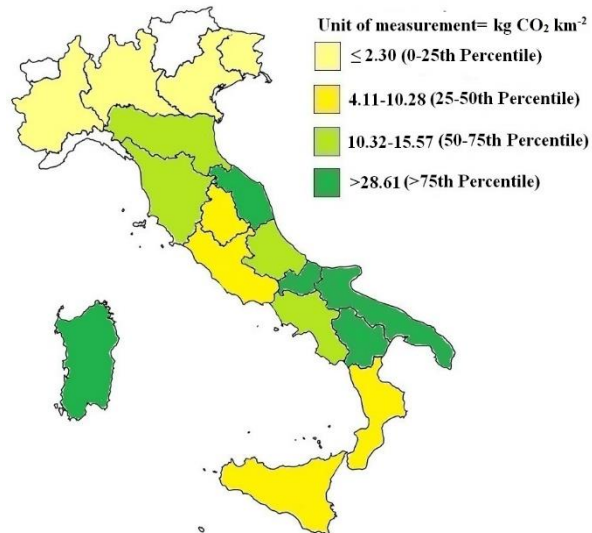 Unit of measurement= kg CO₂ km⁻²
≤ 2.30 (0-25th Percentile)
4.11-10.28 (25-50th Percentile)
10.32-15.57 (50-75th Percentile)
>28.61 (>75th Percentile)